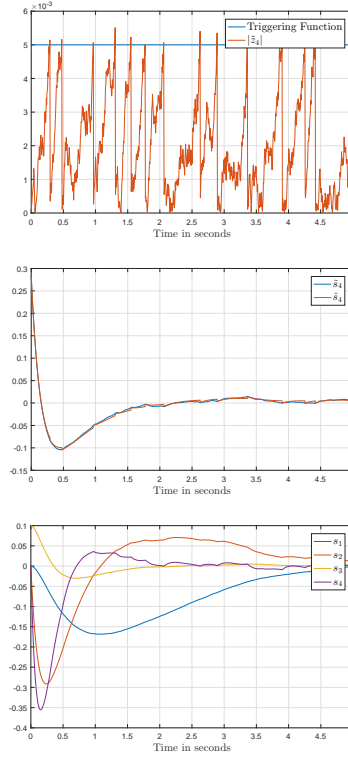 ×10⁻³
6
5
4
3
2
1
0
Triggering Function
|z̃₄|
0 0.5 1 1.5 2 2.5 3 3.5 4 4.5
Time in seconds
0.3
0.25
0.2
0.15
0.1
0.05
0
-0.05
-0.1
-0.15
0 0.5 1 1.5 2 2.5 3 3.5 4 4.5
Time in seconds
0.1
0.05
0
-0.05
-0.1
-0.15
-0.2
-0.25
-0.3
-0.35
-0.4
s₁
s₂
s₃
s₄
0 0.5 1 1.5 2 2.5 3 3.5 4 4.5
Time in seconds